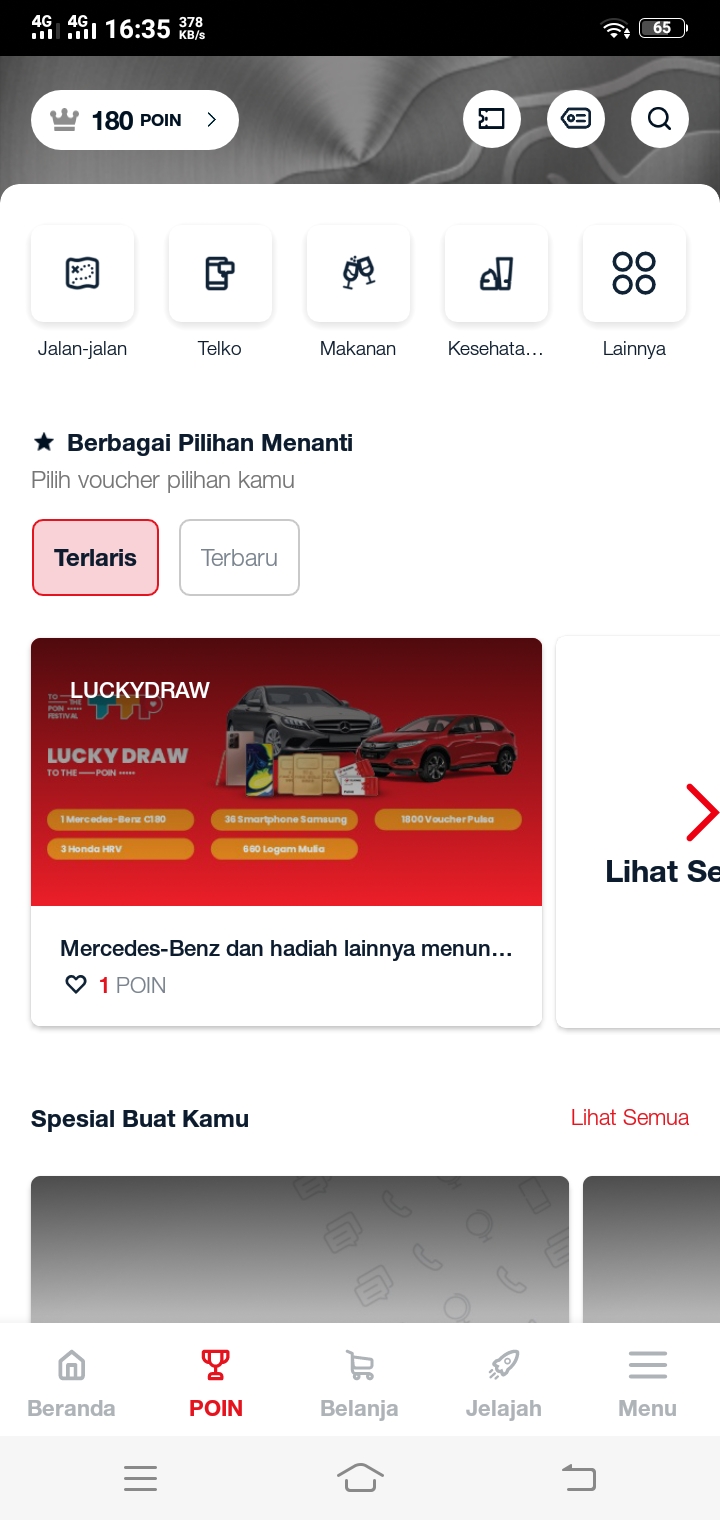 4G 4G 16:35 378 KB/s 65
180 POIN
Jalan-jalan Telko Makanan Kesehata... Lainnya
Berbagai Pilihan Menanti
Pilih voucher pilihan kamu
Terlaris Terbaru
LUCKYDRAW
TO THE POIN FESTIVAL TTP
LUCKY DRAW
TO THE POIN
1 Mercedes-Benz C180 36 Smartphone Samsung 1800 Voucher Pulsa
3 Honda HRV 660 Logam Mulia
Lihat Se
Mercedes-Benz dan hadiah lainnya menun...
1 POIN
Spesial Buat Kamu Lihat Semua
Beranda POIN Belanja Jelajah Menu